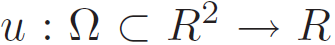 u : Ω ⊂ R² → R